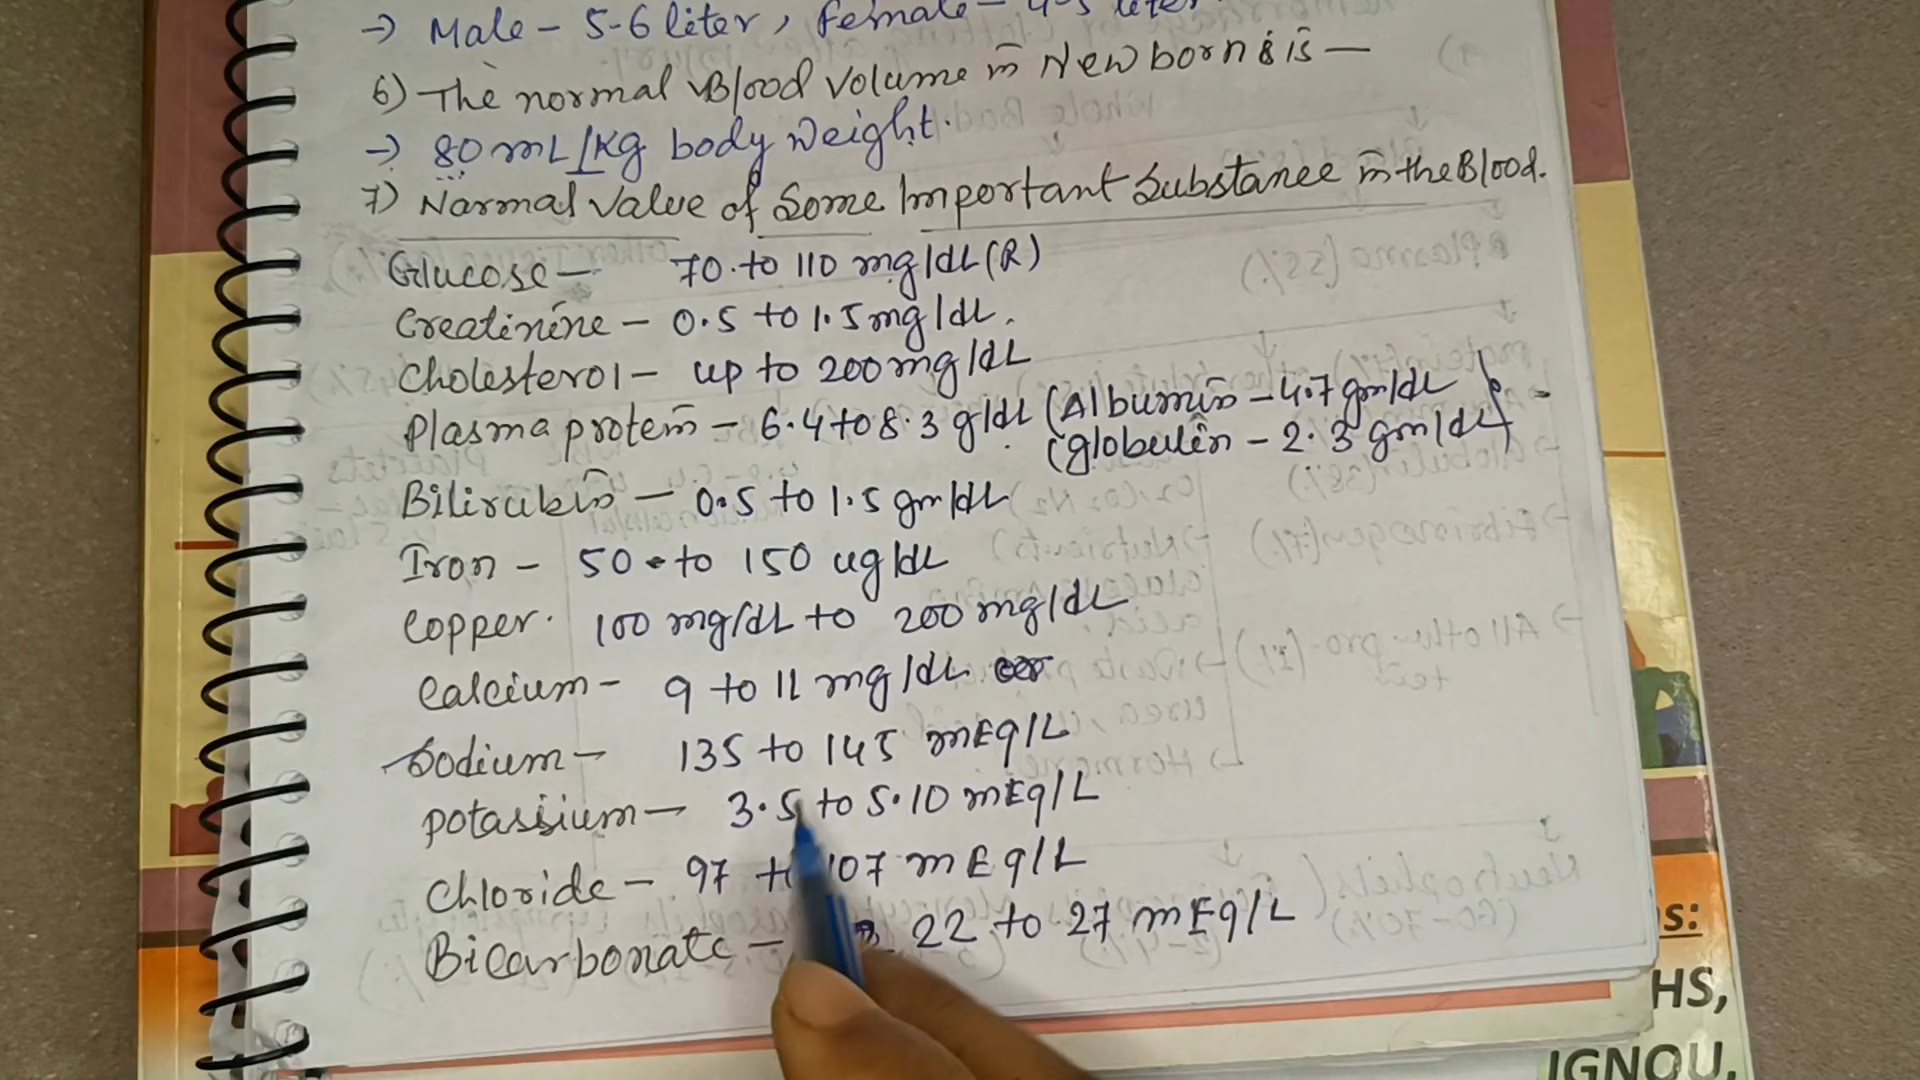 → Male - 5-6 liter, Female - 4-5 liter
6) The normal Blood volume in Newborn is —
→ 80 mL/Kg body weight.
7) Normal value of Some Important Substance in the Blood.
Glucose — 70 to 110 mg/dL (R)
Creatinine — 0.5 to 1.5 mg/dL.
Cholesterol — up to 200 mg/dL
Plasma protein — 6.4 to 8.3 g/dL (Albumin - 4.7 gm/dL
(globulin - 2.3 gm/dL) -
Bilirubin — 0.5 to 1.5 gm/dL
Iron - 50 to 150 ug/dL
Copper. 100 mg/dL to 200 mg/dL
Calcium - 9 to 11 mg/dL
Sodium - 135 to 145 mEq/L
potassium — 3.5 to 5.10 mEq/L
Chloride — 97 to 107 mEq/L
Bicarbonate — 22 to 27 mEq/L
s:
HS,
IGNOU,